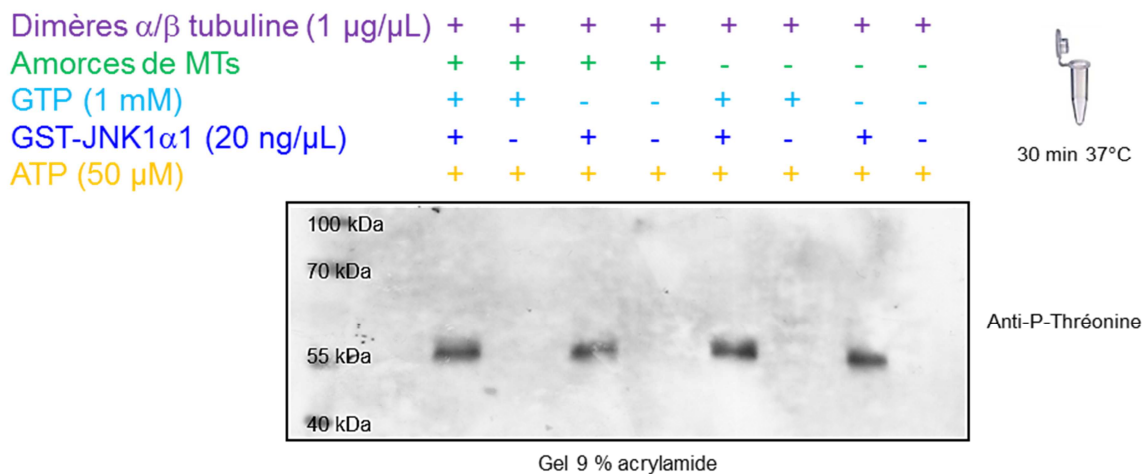 Dimères α/β tubuline (1 µg/µL) + + + + + + + +
Amorces de MTs + + + + - - - -
GTP (1 mM) + + - - + + - -
GST-JNK1α1 (20 ng/µL) + - + - + - + -
ATP (50 µM) + + + + + + + +
30 min 37°C
100 kDa
70 kDa
55 kDa
40 kDa
Anti-P-Thréonine
Gel 9 % acrylamide